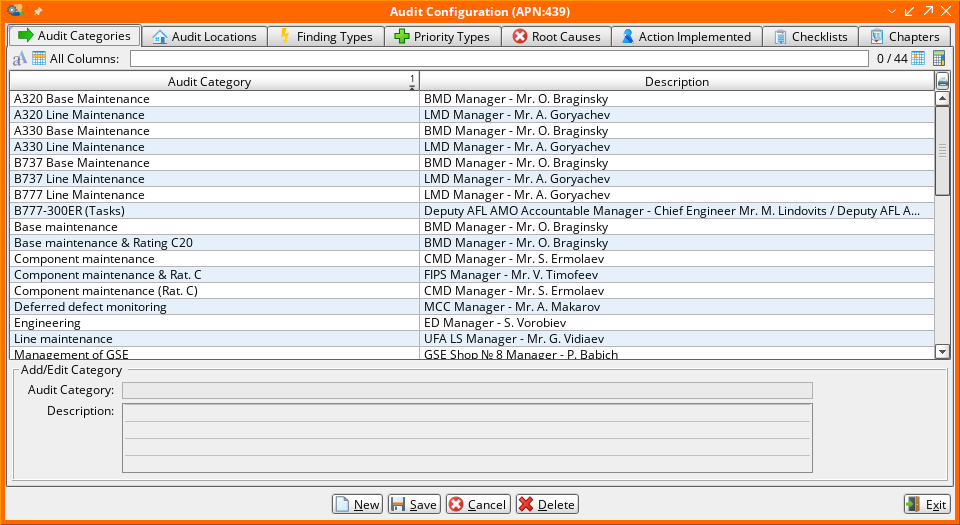 Audit Configuration (APN:439)
Audit Categories
Audit Locations
Finding Types
Priority Types
Root Causes
Action Implemented
Checklists
Chapters
All Columns:
0 / 44
Audit Category 1 Description
A320 Base Maintenance BMD Manager - Mr. O. Braginsky
A320 Line Maintenance LMD Manager - Mr. A. Goryachev
A330 Base Maintenance BMD Manager - Mr. O. Braginsky
A330 Line Maintenance LMD Manager - Mr. A. Goryachev
B737 Base Maintenance BMD Manager - Mr. O. Braginsky
B737 Line Maintenance LMD Manager - Mr. A. Goryachev
B777 Line Maintenance LMD Manager - Mr. A. Goryachev
B777-300ER (Tasks) Deputy AFL AMO Accountable Manager - Chief Engineer Mr. M. Lindovits / Deputy AFL A...
Base maintenance BMD Manager - Mr. O. Braginsky
Base maintenance & Rating C20 BMD Manager - Mr. O. Braginsky
Component maintenance CMD Manager - Mr. S. Ermolaev
Component maintenance & Rat. C FIPS Manager - Mr. V. Timofeev
Component maintenance (Rat. C) CMD Manager - Mr. S. Ermolaev
Deferred defect monitoring MCC Manager - Mr. A. Makarov
Engineering ED Manager - S. Vorobiev
Line maintenance UFA LS Manager - Mr. G. Vidiaev
Management of GSE GSE Shop № 8 Manager - P. Babich
Add/Edit Category
Audit Category:
Description:
New
Save
Cancel
Delete
Exit